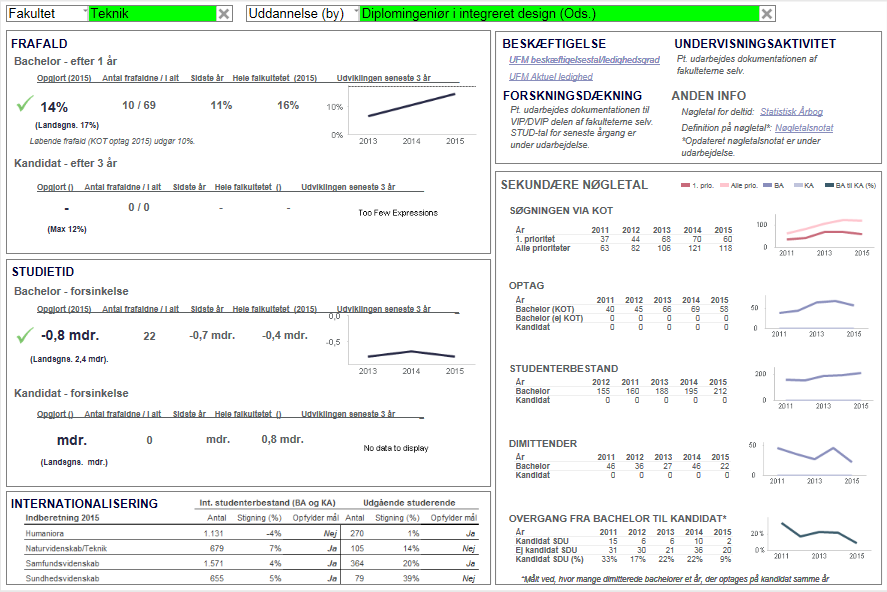 Fakultet Teknik Uddannelse (by) Diplomingeniør i integreret design (Ods.)
FRAFALD
Bachelor - efter 1 år
Opgjort (2015) Antal frafaldne / I alt Sidste år Hele fakultetet (2015) Udviklingen seneste 3 år
14% 10 / 69 11% 16%
(Landsgns. 17%)
Løbende frafald (KOT optag 2015) udgør 10%.
10%
0%
2013 2014 2015
Kandidat - efter 3 år
Opgjort () Antal frafaldne / I alt Sidste år Hele fakultetet () Udviklingen seneste 3 år
- 0 / 0 - -
(Max 12%)
Too Few Expressions
STUDIETID
Bachelor - forsinkelse
Opgjort (2015) Antal frafaldne / I alt Sidste år Hele fakultetet (2015) Udviklingen seneste 3 år
-0,8 mdr. 22 -0,7 mdr. -0,4 mdr.
(Landsgns. 2,4 mdr).
0,0
-0,5
2013 2014 2015
Kandidat - forsinkelse
Opgjort () Antal frafaldne / I alt Sidste år Hele fakultetet () Udviklingen seneste 3 år
mdr. 0 mdr. 0,8 mdr.
(Landsgns. mdr.)
No data to display
INTERNATIONALISERING Int. studenterbestand (BA og KA) Udgående studerende
Indberetning 2015 Antal Stigning (%) Opfylder mål Antal Stigning (%) Opfylder mål
Humaniora 1.131 -4% Nej 270 1% Ja
Naturvidenskab/Teknik 679 7% Ja 105 14% Nej
Samfundsvidenskab 1.571 4% Ja 364 20% Ja
Sundhedsvidenskab 655 5% Ja 79 39% Nej
BESKÆFTIGELSE
UFM beskæftigelsestal/ledighedsgrad
UFM Aktuel ledighed
UNDERVISNINGSAKTIVITET
Pt. udarbejdes dokumentationen af
fakulteterne selv.
FORSKNINGSDÆKNING
Pt. udarbejdes dokumentationen til
VIP/DVIP delen af fakulteterne selv.
STUD-tal for seneste årgang er
under udarbejdelse.
ANDEN INFO
Nøgletal for deltid: Statistisk Årbog
Definition på nøgletal*: Nøgletalsnotat
*Opdateret nøgletalsnotat er under
udarbejdelse.
SEKUNDÆRE NØGLETAL 1. prio. Alle prio. BA KA BA til KA (%)
SØGNINGEN VIA KOT
År 2011 2012 2013 2014 2015
1. prioritet 37 44 68 70 60
Alle prioriteter 63 82 106 121 118
100
0
2011 2013 2015
OPTAG
År 2011 2012 2013 2014 2015
Bachelor (KOT) 40 45 66 69 58
Bachelor (ej KOT) 0 0 0 0 0
Kandidat 0 0 0 0 0
50
0
2011 2013 2015
STUDENTERBESTAND
År 2012 2012 2013 2014 2015
Bachelor 155 160 188 195 212
Kandidat 0 0 0 0 0
200
0
2011 2013 2015
DIMITTENDER
År 2011 2012 2013 2014 2015
Bachelor 46 36 27 46 22
Kandidat 0 0 0 0 0
50
0
2011 2013 2015
OVERGANG FRA BACHELOR TIL KANDIDAT*
År 2011 2012 2013 2014 2015
Kandidat SDU 15 6 6 10 2
Ej kandidat SDU 31 30 21 36 20
Kandidat SDU (%) 33% 17% 22% 22% 9%
20%
0%
2011 2013 2015
*Målt ved, hvor mange dimitterede bachelorer et år, der optages på kandidat samme år